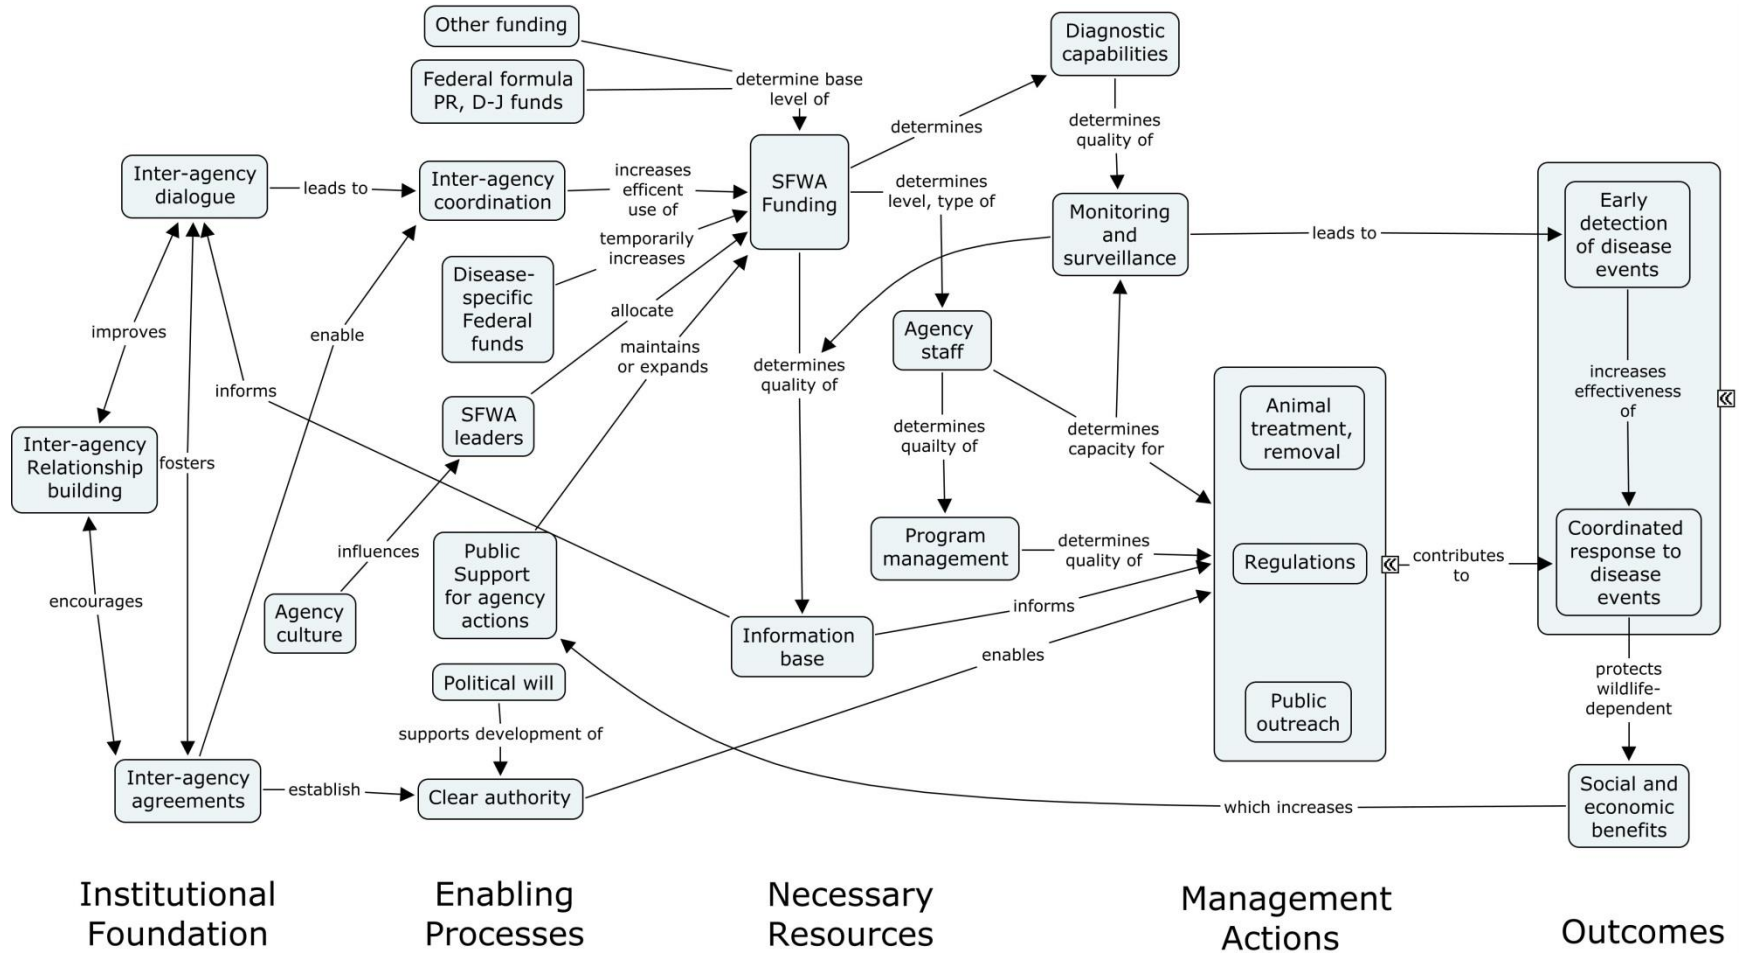 Other funding
Federal formula
PR, D-J funds
determine base
level of
Diagnostic
capabilities
determines
determines
quality of
Inter-agency
dialogue
leads to
Inter-agency
coordination
increases
efficent
use of
SFWA
Funding
determines
level, type of
Monitoring
and
surveillance
leads to
Early
detection
of disease
events
temporarily
increases
Disease-
specific
Federal
funds
allocate
maintains
or expands
improves
enable
informs
determines
quality of
Agency
staff
determines
quailty of
determines
capacity for
Animal
treatment,
removal
increases
effectiveness
of
SFWA
leaders
Inter-agency
Relationship
building
fosters
influences
encourages
Agency
culture
Public
Support
for agency
actions
Program
management
determines
quality of
Regulations
contributes
to
Coordinated
response to
disease
events
Information
base
informs
enables
Political will
supports development of
Public
outreach
protects
wildlife-
dependent
Inter-agency
agreements
establish
Clear authority
which increases
Social and
economic
benefits
Institutional
Foundation
Enabling
Processes
Necessary
Resources
Management
Actions
Outcomes